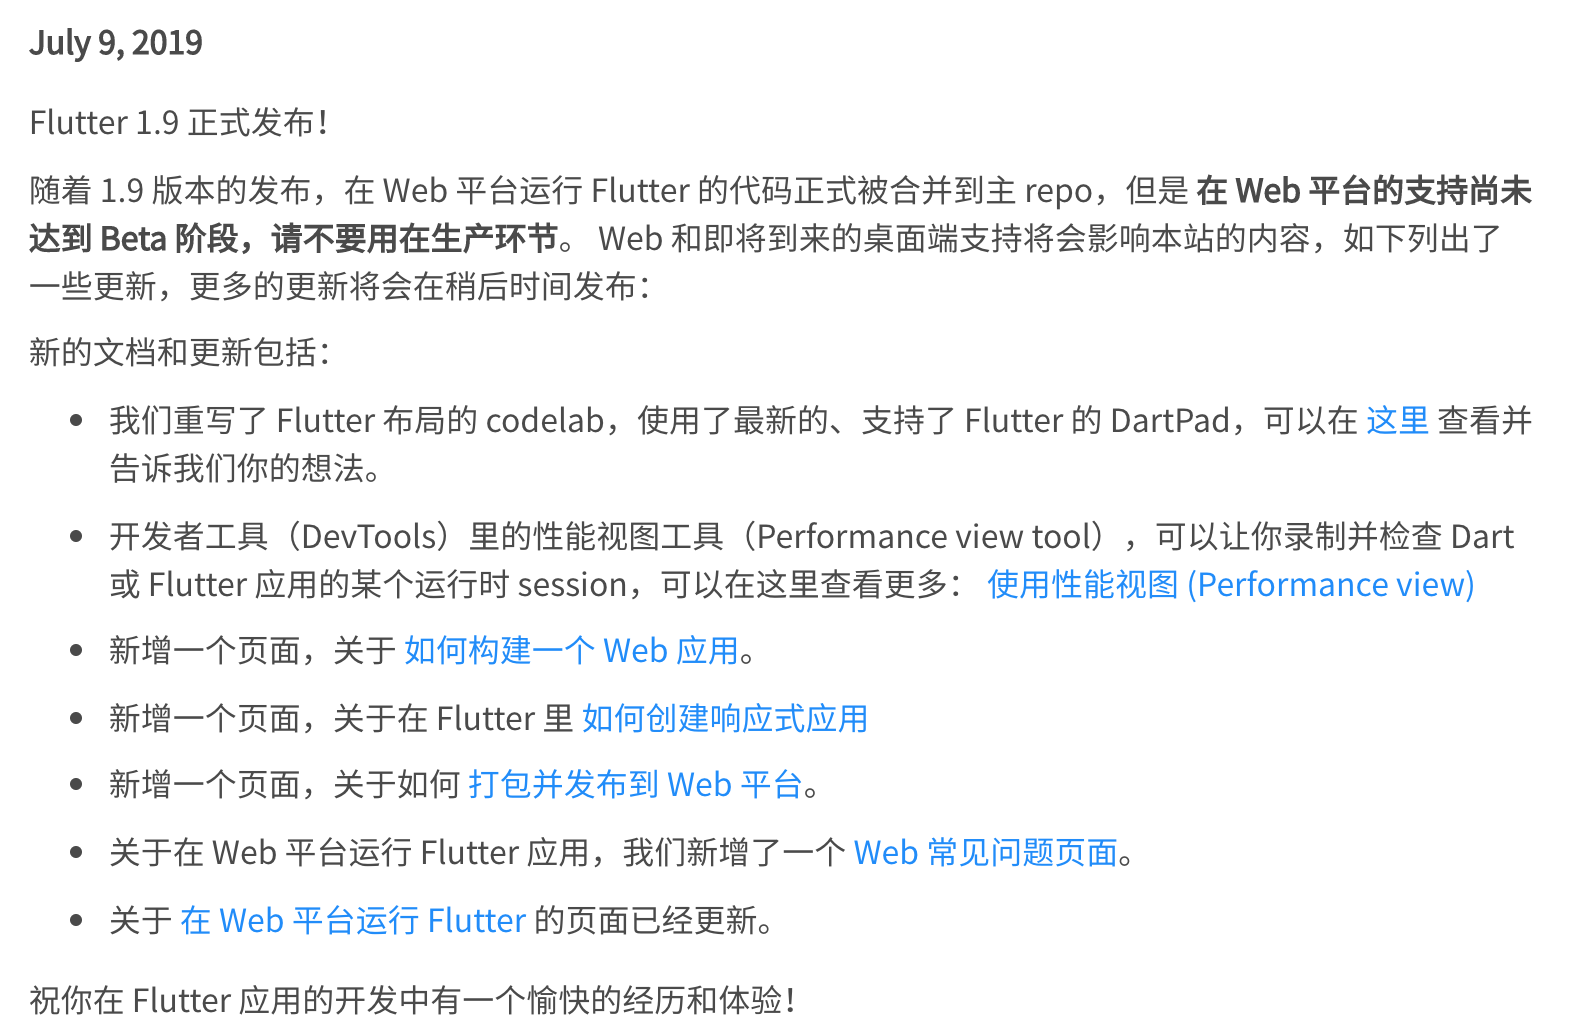 July 9, 2019
Flutter 1.9 正式发布！
随着 1.9 版本的发布，在 Web 平台运行 Flutter 的代码正式被合并到主 repo，但是 在 Web 平台的支持尚未
达到 Beta 阶段，请不要用在生产环节。 Web 和即将到来的桌面端支持将会影响本站的内容，如下列出了
一些更新，更多的更新将会在稍后时间发布：
新的文档和更新包括：
• 我们重写了 Flutter 布局的 codelab，使用了最新的、支持了 Flutter 的 DartPad，可以在 这里 查看并
告诉我们你的想法。
• 开发者工具（DevTools）里的性能视图工具（Performance view tool），可以让你录制并检查 Dart
或 Flutter 应用的某个运行时 session，可以在这里查看更多： 使用性能视图 (Performance view)
• 新增一个页面，关于 如何构建一个 Web 应用。
• 新增一个页面，关于在 Flutter 里 如何创建响应式应用
• 新增一个页面，关于如何 打包并发布到 Web 平台。
• 关于在 Web 平台运行 Flutter 应用，我们新增了一个 Web 常见问题页面。
• 关于 在 Web 平台运行 Flutter 的页面已经更新。
祝你在 Flutter 应用的开发中有一个愉快的经历和体验！